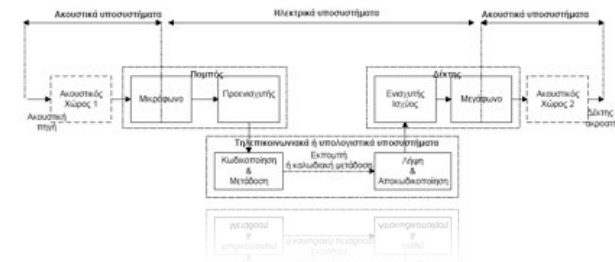 Ακουστικά υποσυστήματα
Ηλεκτρικά υποσυστήματα
Ακουστικά υποσυστήματα
Πομπός
Δέκτης
Ακουστικός
Χώρος 1
Μικρόφωνο
Προενισχυτής
Ενισχυτής
Ισχύος
Μεγάφωνο
Ακουστικός
Χώρος 2
Ακουστική
πηγή
Δέκτης
ακροατής
Τηλεπικοινωνιακά ή υπολογιστικά υποσυστήματα
Κωδικοποίηση
&
Μετάδοση
Εκπομπή
ή καλωδιακή μετάδοση
Λήψη
&
Αποκωδικοποίηση